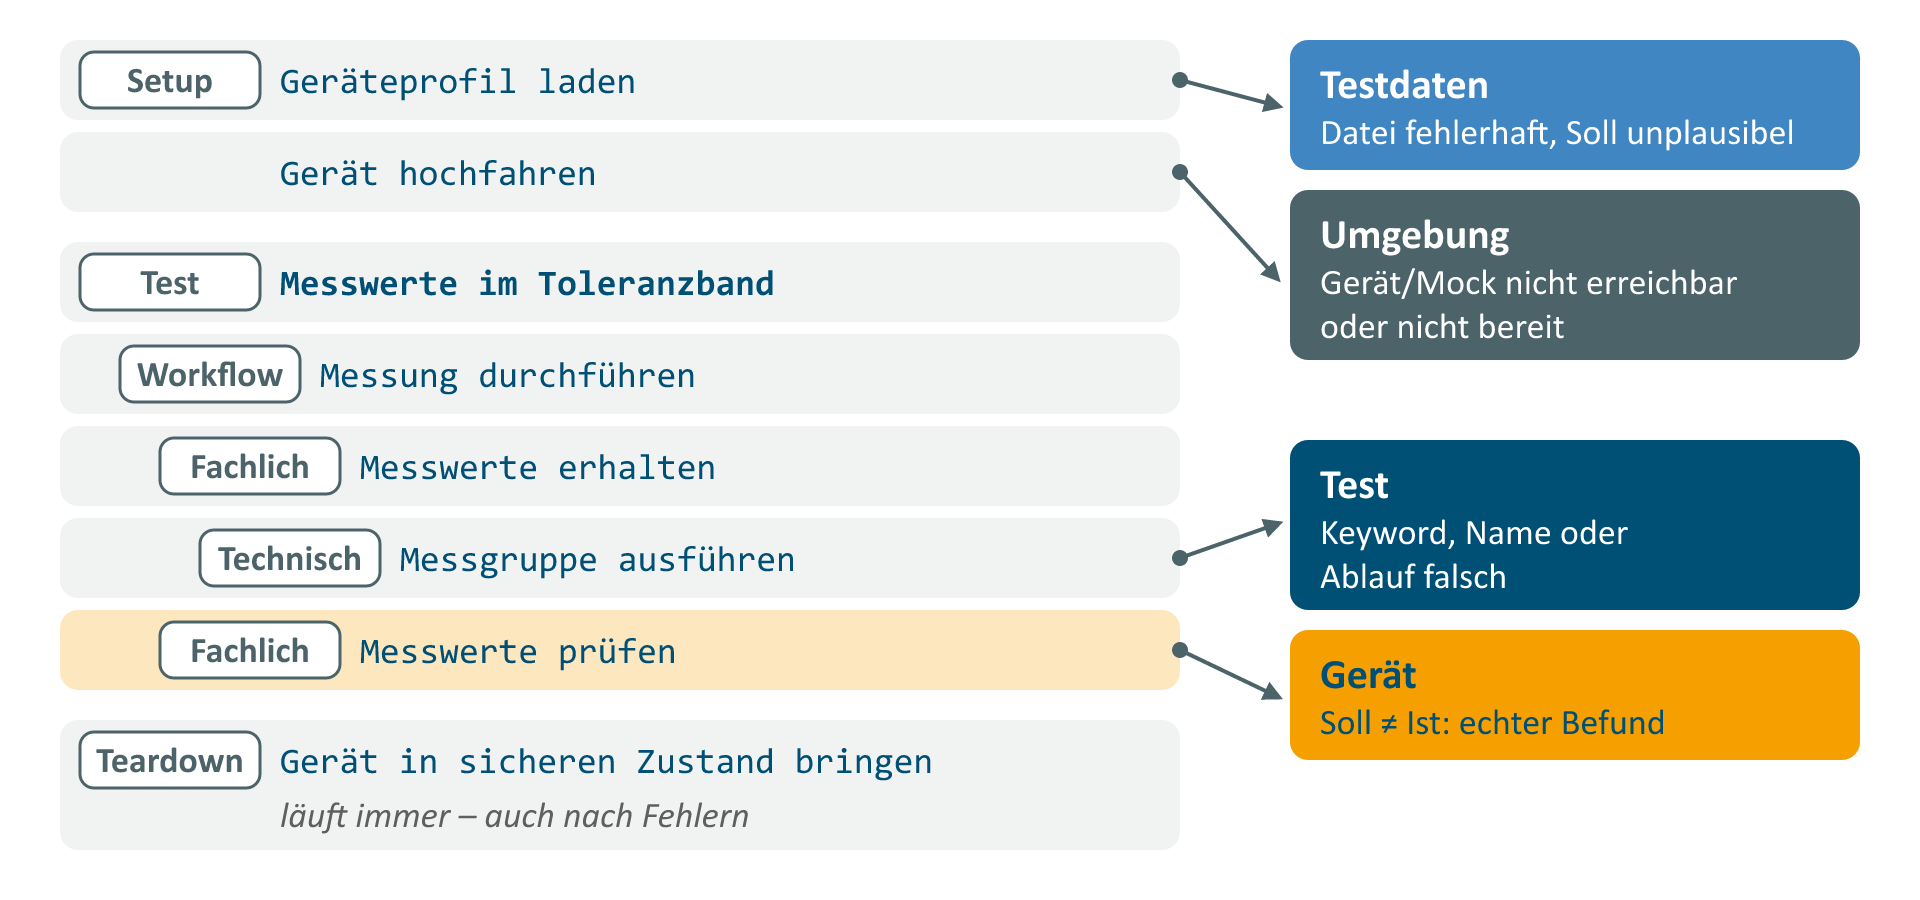 Setup Geräteprofil laden
Gerät hochfahren
Test Messwerte im Toleranzband
Workflow Messung durchführen
Fachlich Messwerte erhalten
Technisch Messgruppe ausführen
Fachlich Messwerte prüfen
Teardown Gerät in sicheren Zustand bringen
läuft immer – auch nach Fehlern
Testdaten
Datei fehlerhaft, Soll unplausibel
Umgebung
Gerät/Mock nicht erreichbar
oder nicht bereit
Test
Keyword, Name oder
Ablauf falsch
Gerät
Soll ≠ Ist: echter Befund